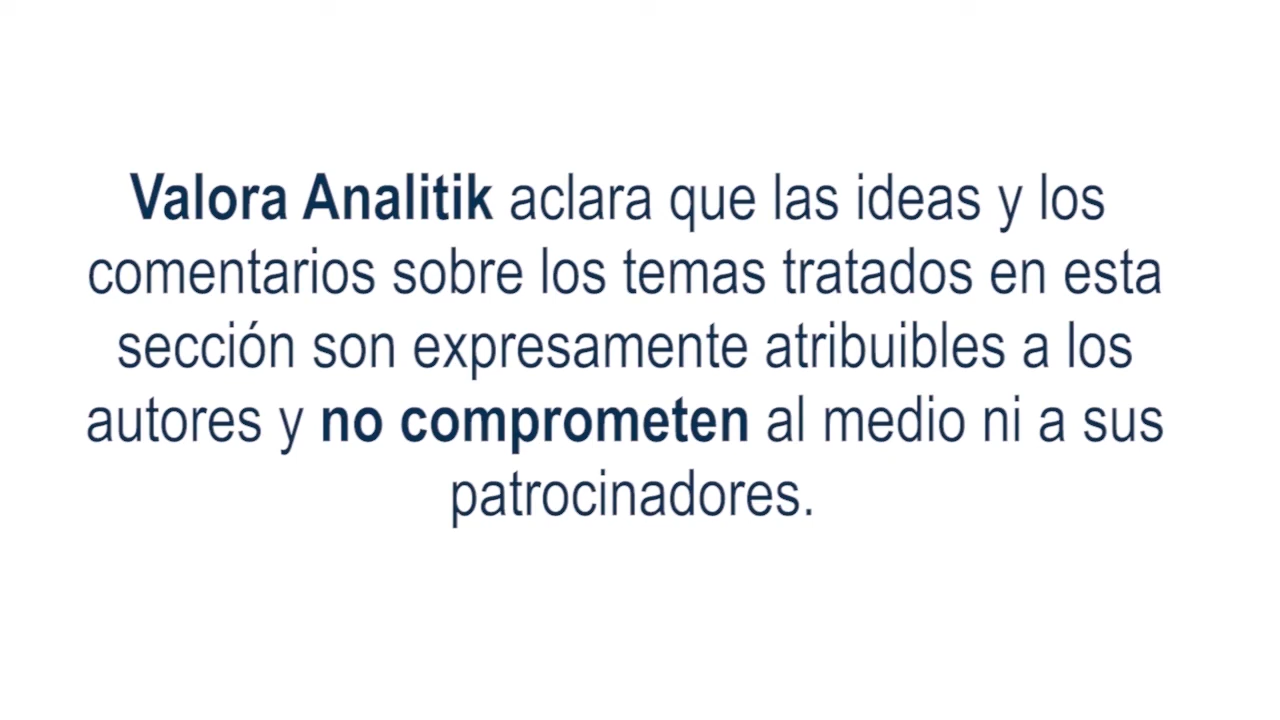 Valora Analitik aclara que las ideas y los
comentarios sobre los temas tratados en esta
sección son expresamente atribuibles a los
autores y no comprometen al medio ni a sus
patrocinadores.